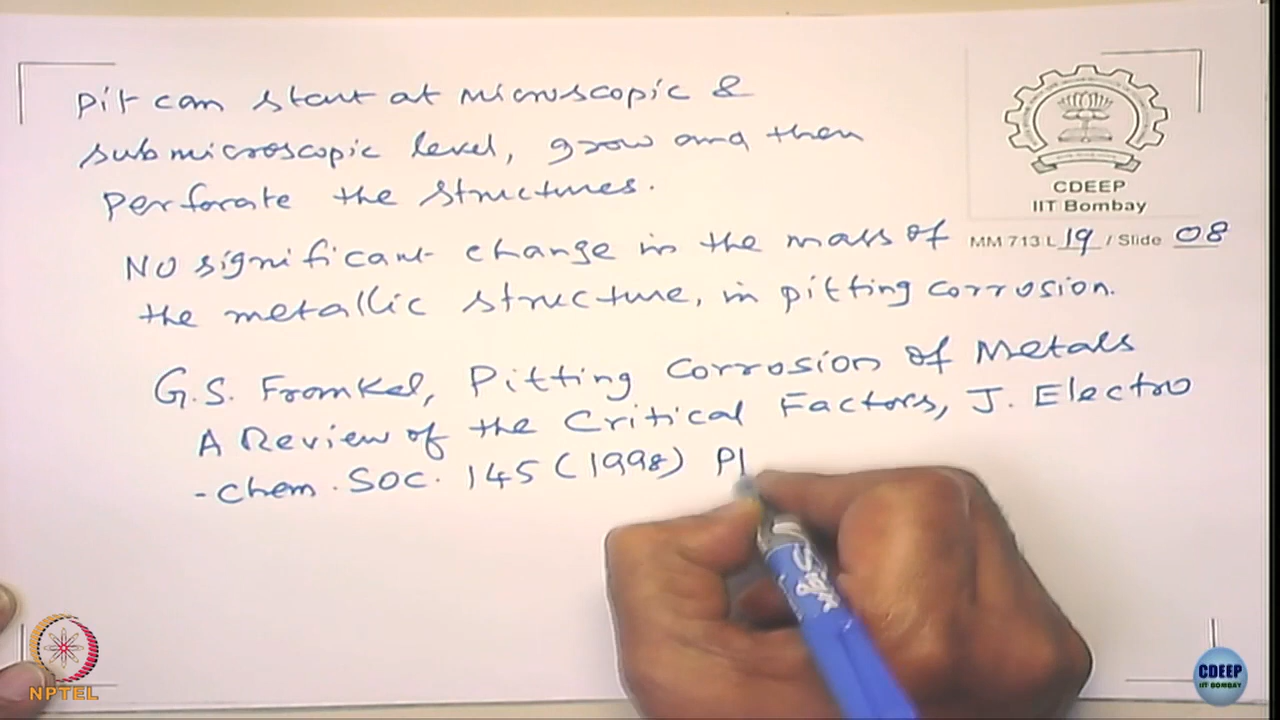 Pit can start at microscopic &
submicroscopic level, grow and then
perforate the structures.
CDEEP
IIT Bombay
No significant change in the mass of
MM 713 L 19 / Slide 08
the metallic structure, in pitting corrosion.
G.S. Frankel, Pitting Corrosion of Metals
A Review of the Critical Factors, J. Electro
-chem. Soc. 145 (1998) P
NPTEL
CDEEP
IIT BOMBAY